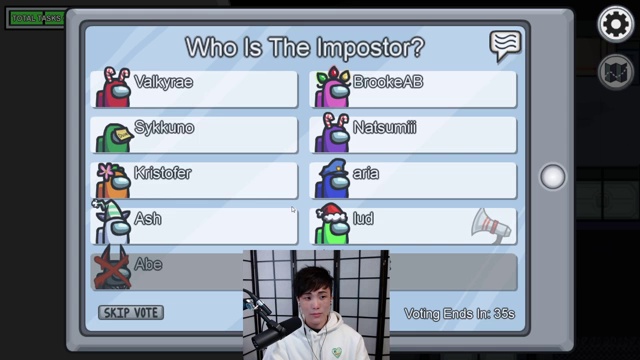 TOTAL TASKS
Who Is The Impostor?
Valkyrae
BrookeAB
Sykkuno
Natsumiii
Kristofer
aria
Ash
lud
Abe
SKIP VOTE
Voting Ends In: 35s